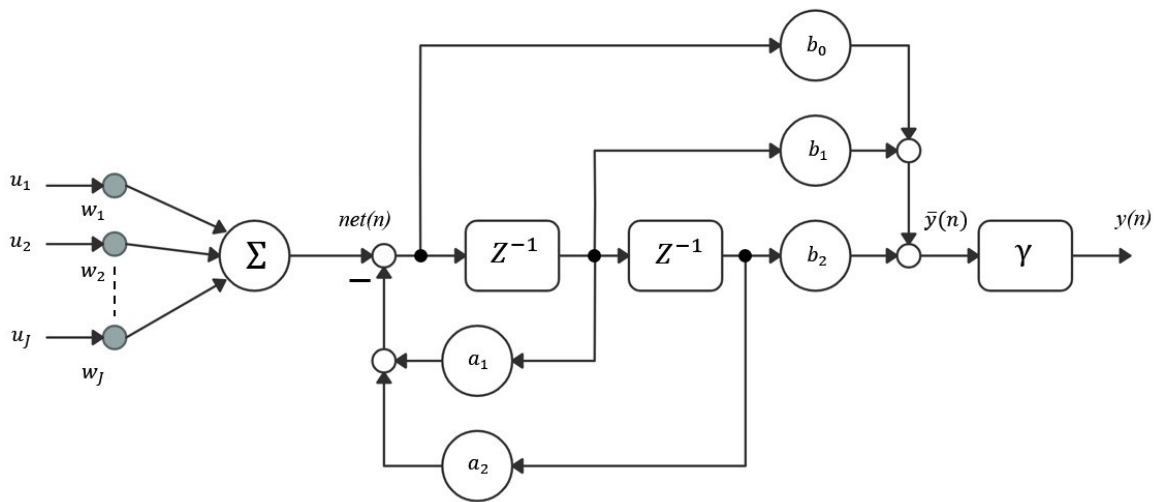 b₀
b₁
u₁
w₁
net(n)
ȳ(n)
y(n)
u₂
w₂
Σ
−
Z⁻¹
Z⁻¹
b₂
γ
u_J
w_J
a₁
a₂